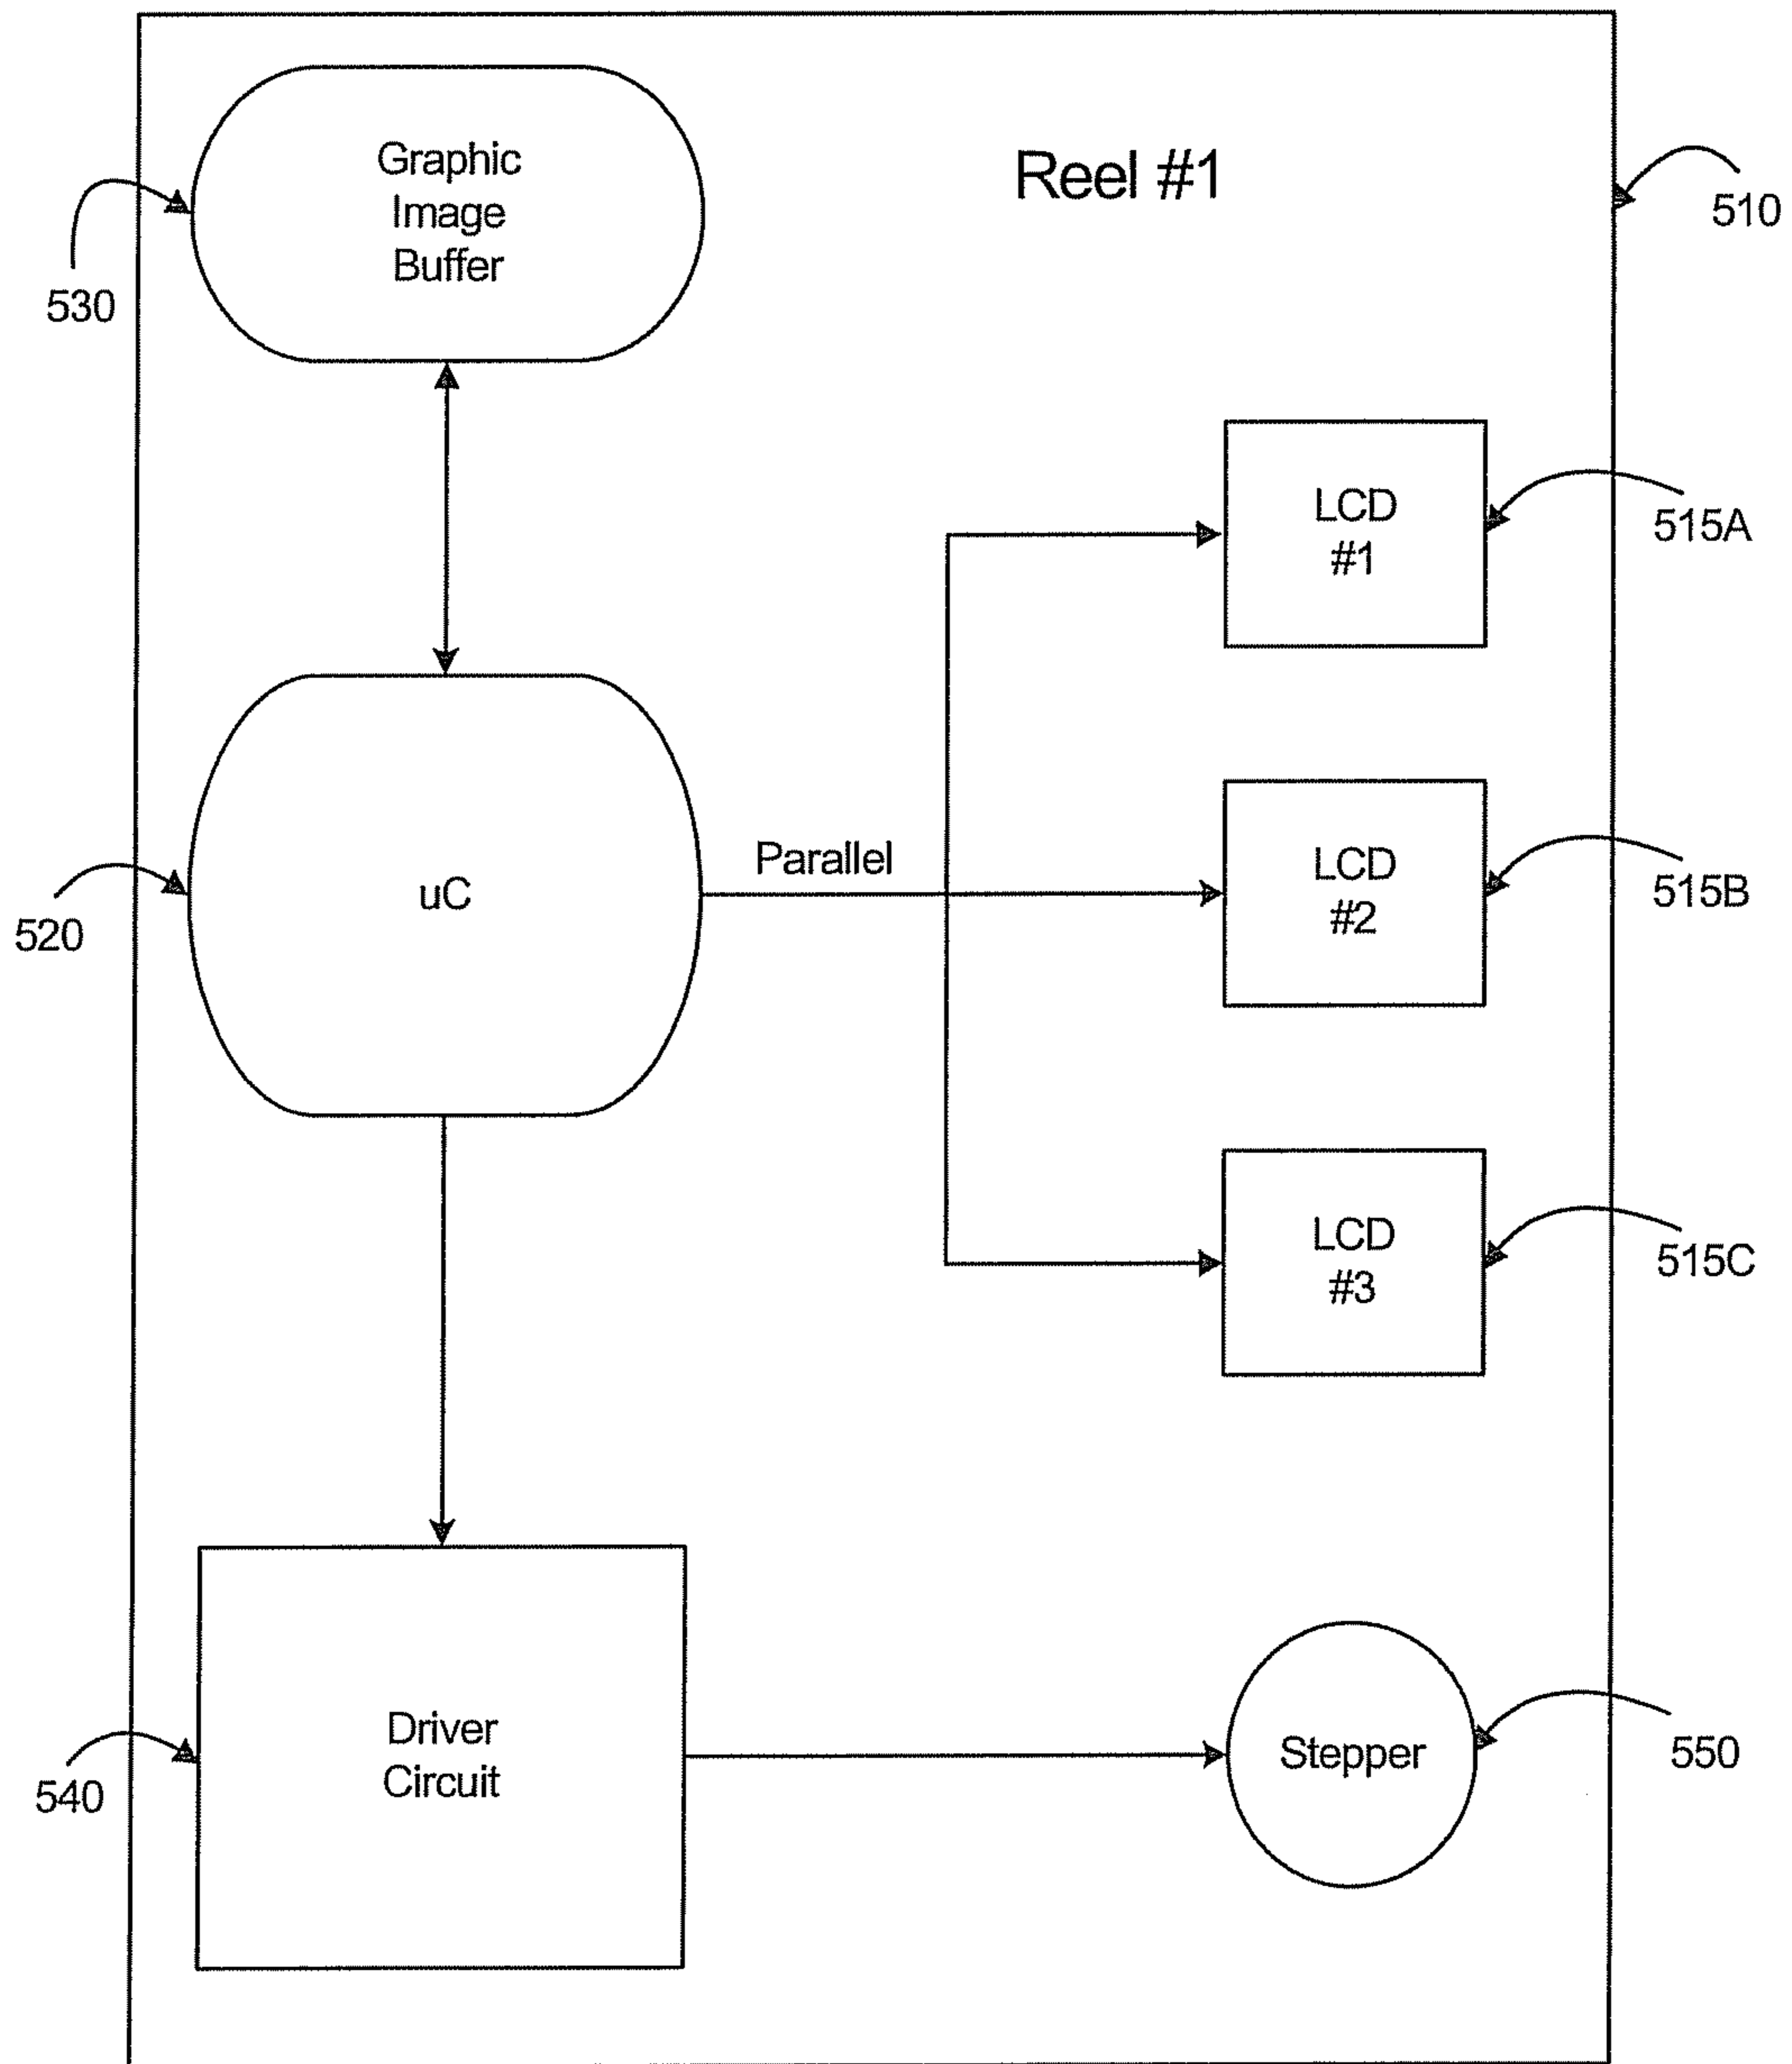 Graphic
Image
Buffer
Reel #1
510
530
LCD
#1
515A
Parallel
uC
520
LCD
#2
515B
LCD
#3
515C
Driver
Circuit
540
Stepper
550